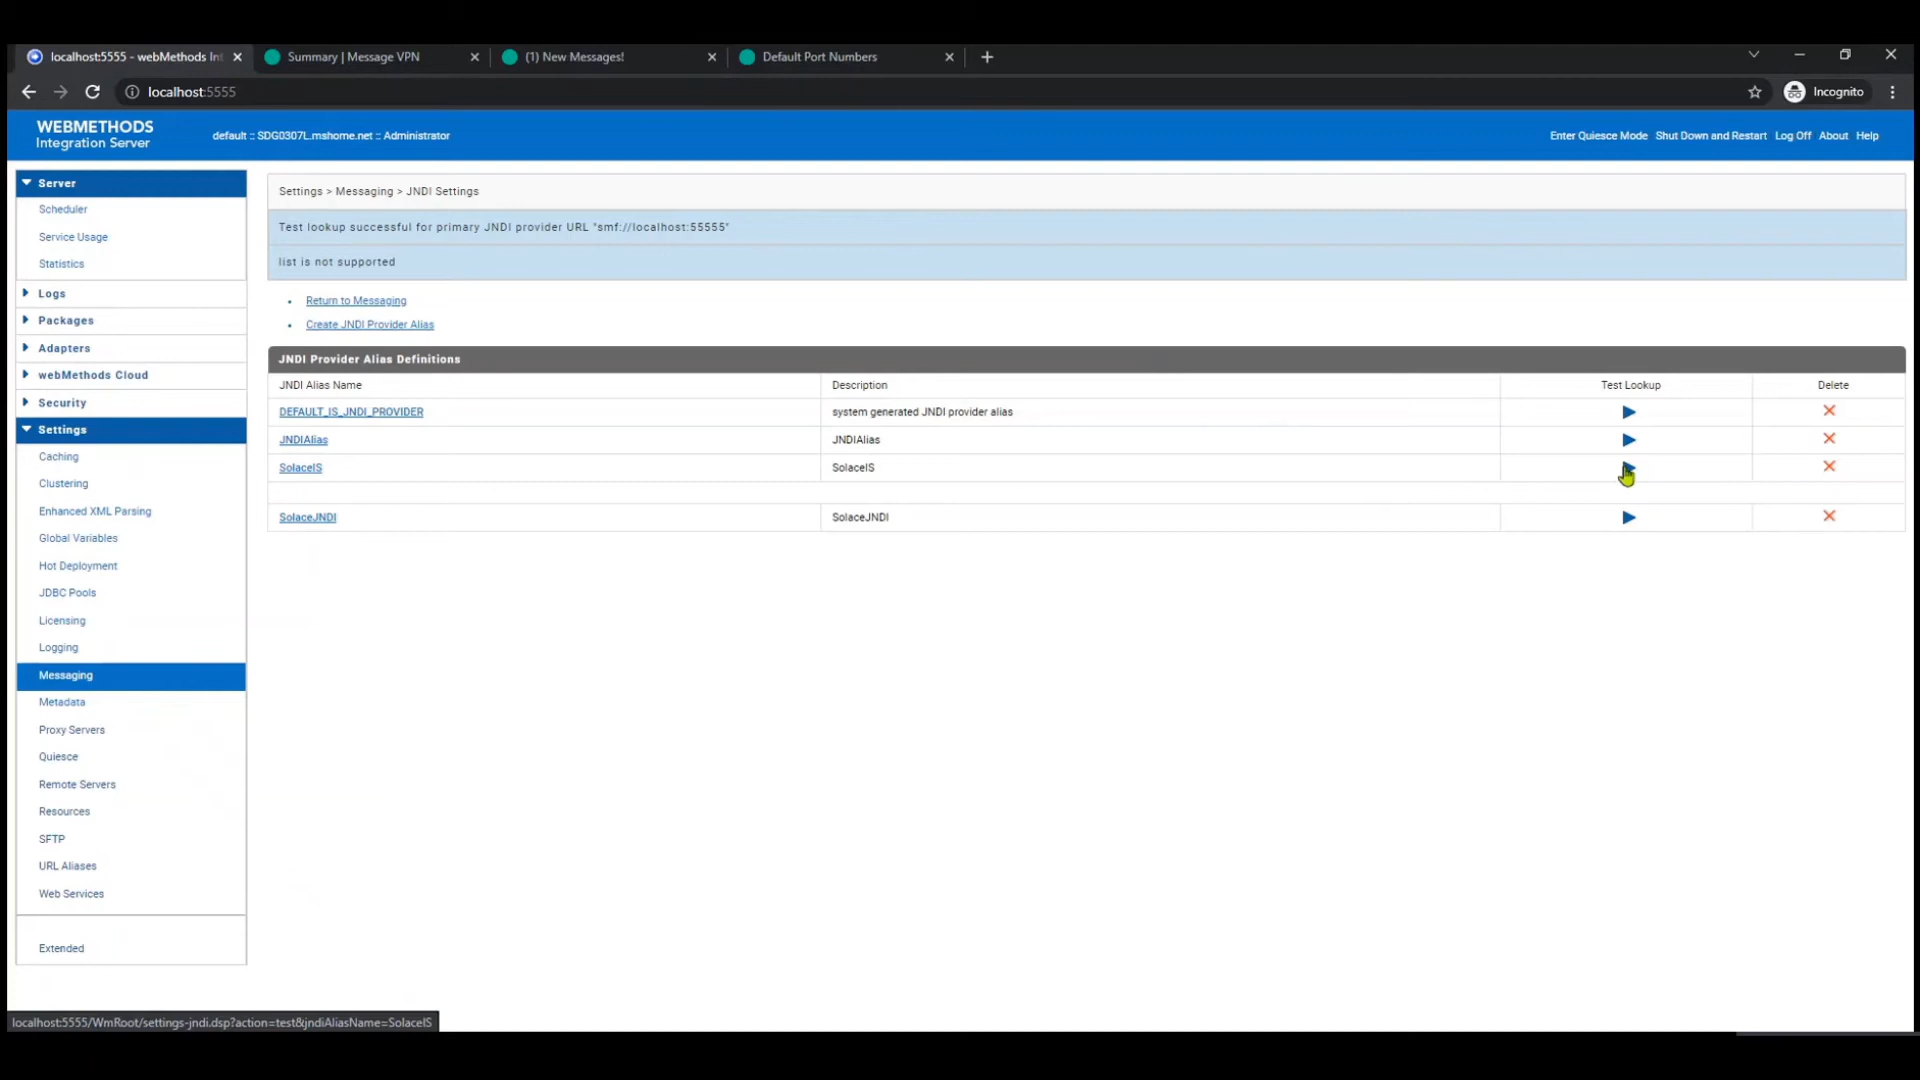 localhost:5555 - webMethods Int
Summary | Message VPN
(1) New Messages!
Default Port Numbers
localhost:5555
Incognito
WEBMETHODS
Integration Server
default :: SDG0307L.mshome.net :: Administrator
Enter Quiesce Mode Shut Down and Restart Log Off About Help
Server
Scheduler
Service Usage
Statistics
Logs
Packages
Adapters
webMethods Cloud
Security
Settings
Caching
Clustering
Enhanced XML Parsing
Global Variables
Hot Deployment
JDBC Pools
Licensing
Logging
Messaging
Metadata
Proxy Servers
Quiesce
Remote Servers
Resources
SFTP
URL Aliases
Web Services
Extended
Settings > Messaging > JNDI Settings
Test lookup successful for primary JNDI provider URL "smf://localhost:55555"
list is not supported
Return to Messaging
Create JNDI Provider Alias
JNDI Provider Alias Definitions
JNDI Alias Name Description Test Lookup Delete
DEFAULT_IS_JNDI_PROVIDER system generated JNDI provider alias
JNDIAlias JNDIAlias
SolaceIS SolaceIS
SolaceJNDI SolaceJNDI
localhost:5555/WmRoot/settings-jndi.dsp?action=test&jndiAliasName=SolaceIS